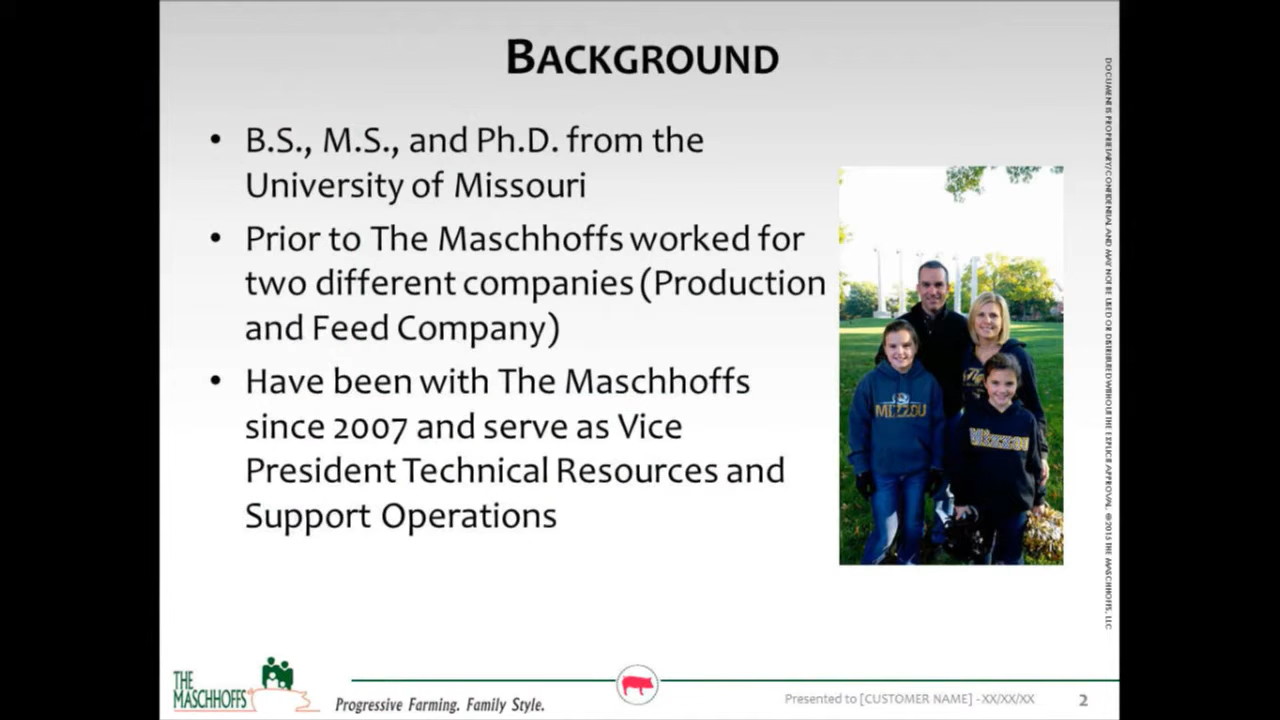 BACKGROUND
• B.S., M.S., and Ph.D. from the
University of Missouri
• Prior to The Maschhoffs worked for
two different companies (Production
and Feed Company)
• Have been with The Maschhoffs
since 2007 and serve as Vice
President Technical Resources and
Support Operations
MIZZOU
MIZZOU
DOCUMENT IS PROPRIETARY/CONFIDENTIAL AND MAY NOT BE USED OR DISTRIBUTED WITHOUT THE EXPLICIT APPROVAL. ©2015 THE MASCHHOFFS, LLC
THE
MASCHHOFFS
Progressive Farming. Family Style.
Presented to [CUSTOMER NAME] - XX/XX/XX
2